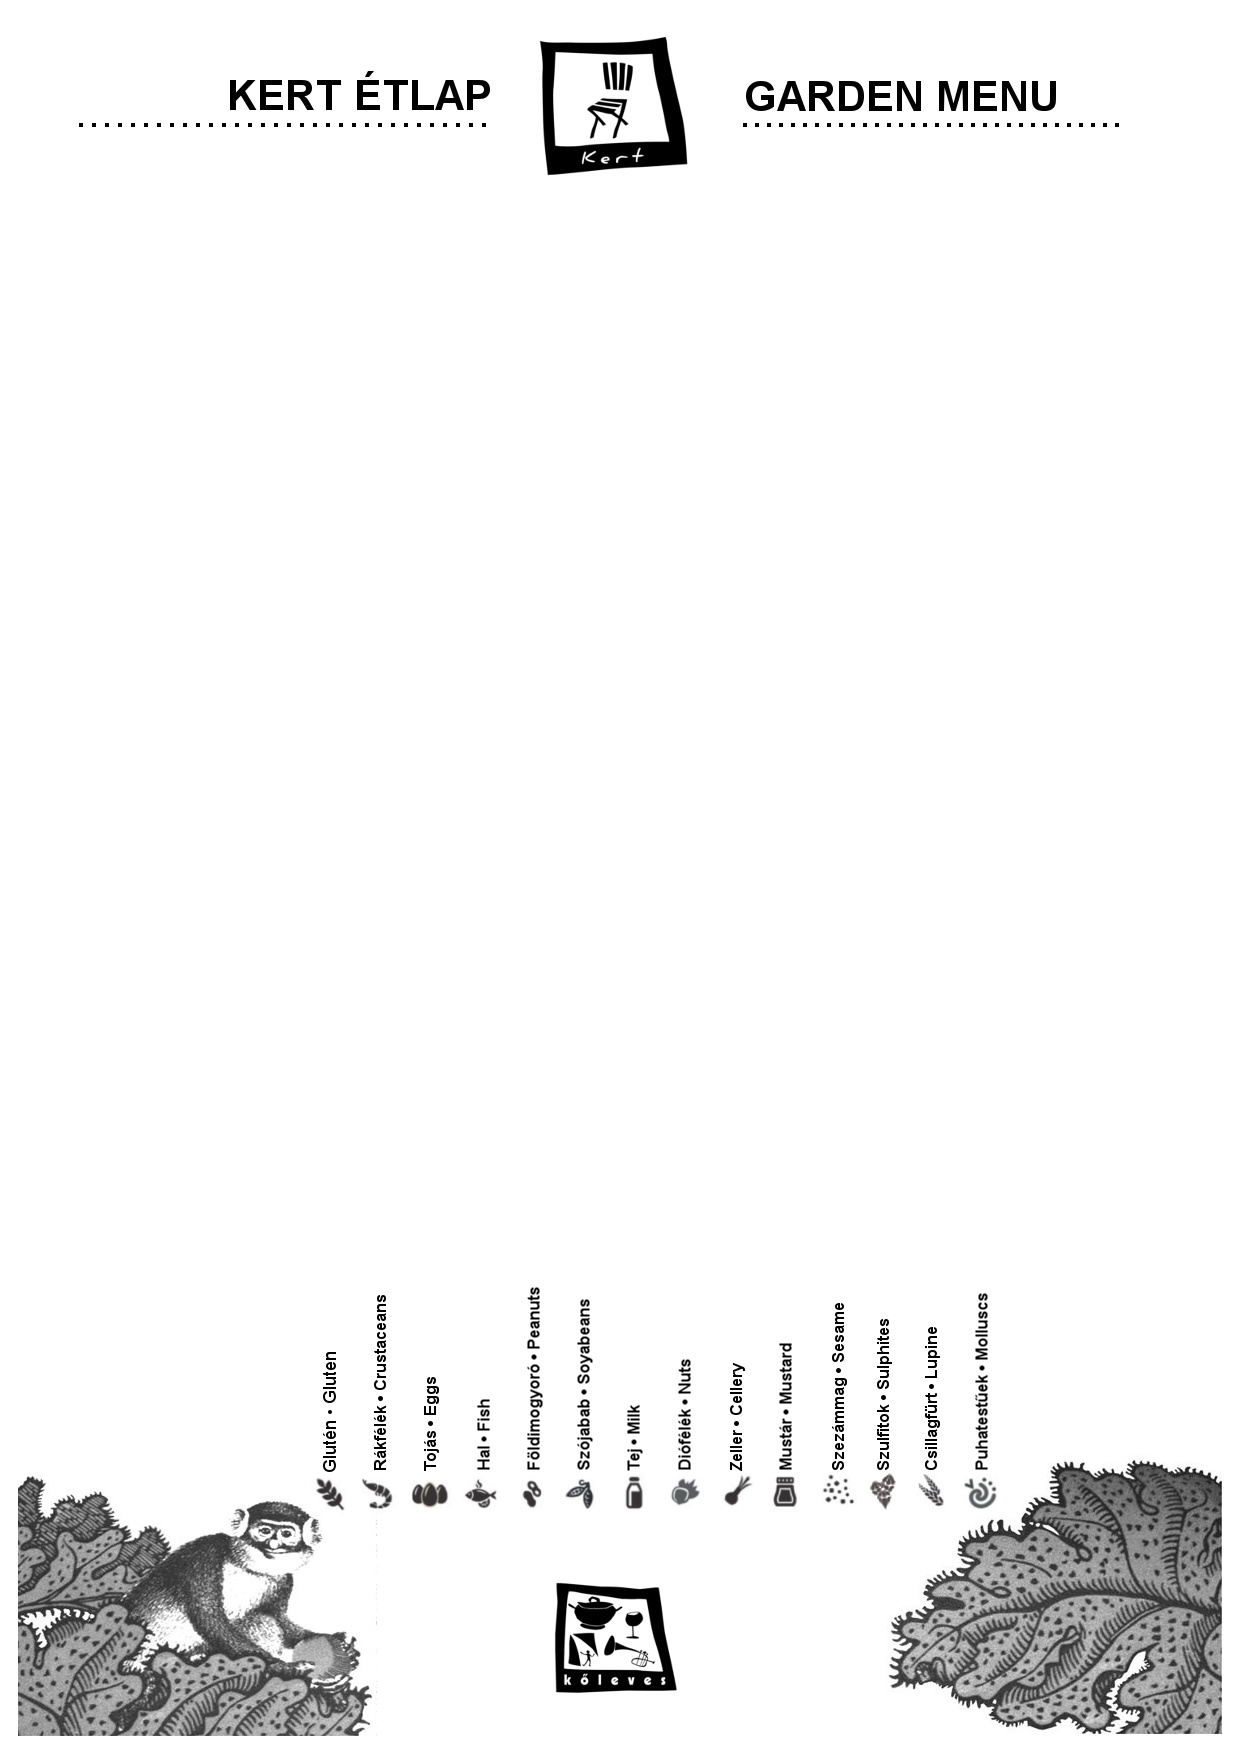 KERT ÉTLAP
GARDEN MENU
Kert
Glutén • Gluten
Rákfélék • Crustaceans
Tojás • Eggs
Hal • Fish
Földimogyoró • Peanuts
Szójabab • Soyabeans
Tej • Milk
Diófélék • Nuts
Zeller • Cellery
Mustár • Mustard
Szezámmag • Sesame
Szulfitok • Sulphites
Csillagfürt • Lupine
Puhatestűek • Molluscs
kőleves